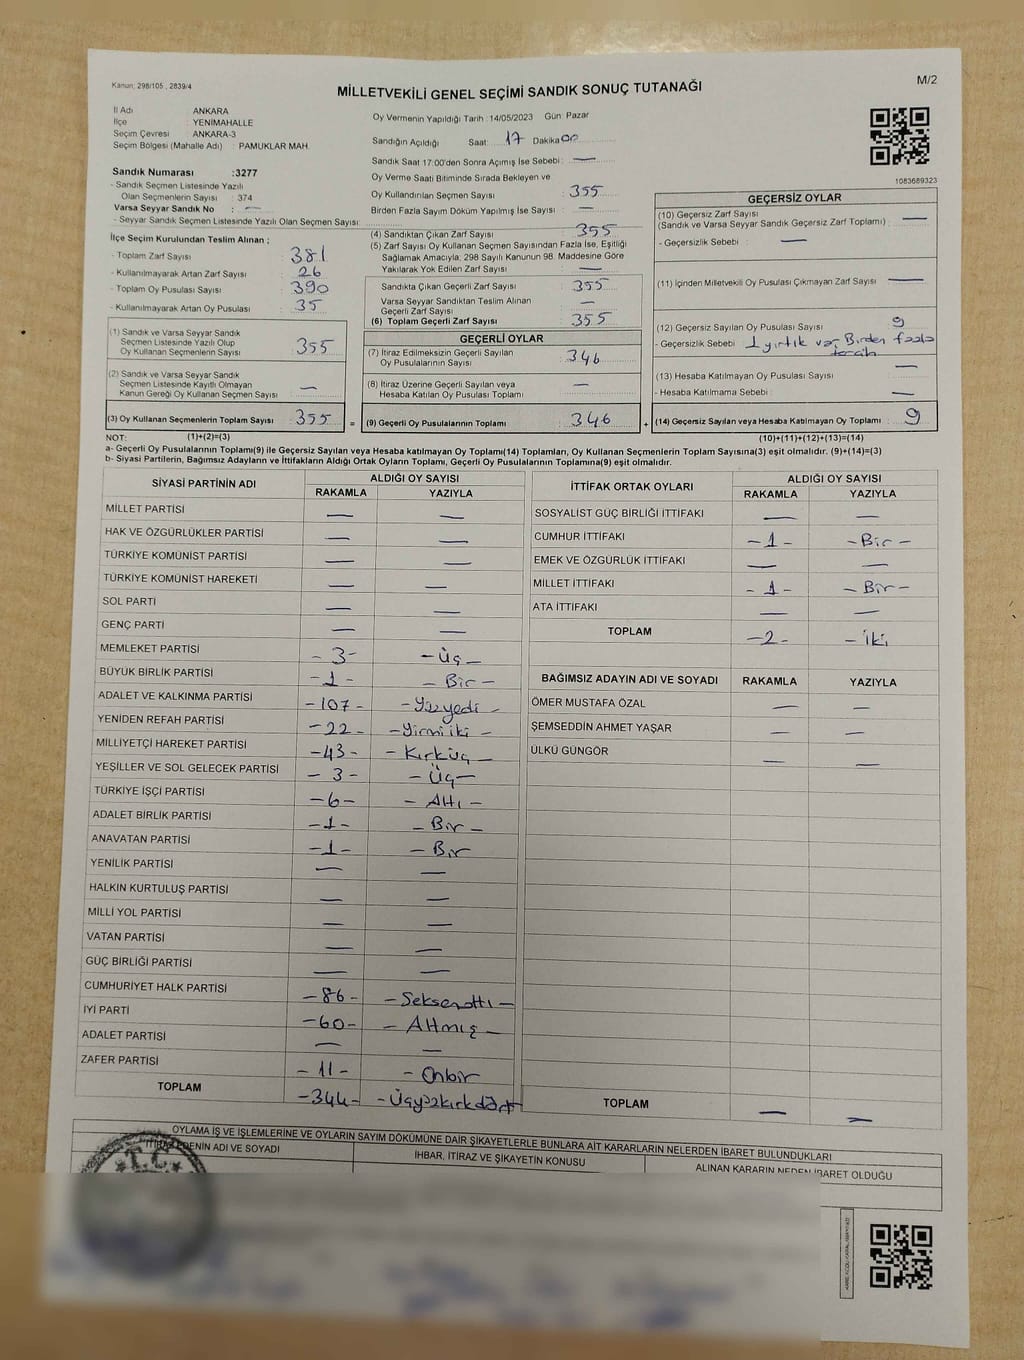 Kanun: 298/105 , 2839/4
MİLLETVEKİLİ GENEL SEÇİMİ SANDIK SONUÇ TUTANAĞI
M/2
İl Adı ANKARA
İlçe : YENİMAHALLE
Seçim Çevresi : ANKARA-3
Seçim Bölgesi (Mahalle Adı) : PAMUKLAR MAH.
Sandık Numarası :3277
- Sandık Seçmen Listesinde Yazılı
Olan Seçmenlerin Sayısı : 374
Varsa Seyyar Sandık No : —
- Seyyar Sandık Seçmen Listesinde Yazılı Olan Seçmen Sayısı:
İlçe Seçim Kurulundan Teslim Alınan ;
- Toplam Zarf Sayısı : 381
- Kullanılmayarak Artan Zarf Sayısı : 26
- Toplam Oy Pusulası Sayısı : 390
- Kullanılmayarak Artan Oy Pusulası : 35
(1) Sandık ve Varsa Seyyar Sandık
Seçmen Listesinde Yazılı Olup
Oy Kullanan Seçmenlerin Sayısı : 355
(2) Sandık ve Varsa Seyyar Sandık
Seçmen Listesinde Kayıtlı Olmayan
Kanun Gereği Oy Kullanan Seçmen Sayısı : —
(3) Oy Kullanan Seçmenlerin Toplam Sayısı : 355
Oy Vermenin Yapıldığı Tarih : 14/05/2023 Gün: Pazar
Sandığın Açıldığı Saat: 17 Dakika 00
Sandık Saat 17:00'den Sonra Açımış İse Sebebi : —
Oy Verme Saati Bitiminde Sırada Bekleyen ve
Oy Kullandırılan Seçmen Sayısı : 355
Birden Fazla Sayım Döküm Yapılmış İse Sayısı : —
(4) Sandıktan Çıkan Zarf Sayısı : 355
(5) Zarf Sayısı Oy Kullanan Seçmen Sayısından Fazla İse, Eşitliği
Sağlamak Amacıyla; 298 Sayılı Kanunun 98. Maddesine Göre
Yakılarak Yok Edilen Zarf Sayısı : —
Sandıkta Çıkan Geçerli Zarf Sayısı : 355
Varsa Seyyar Sandıktan Teslim Alınan
Geçerli Zarf Sayısı : —
(6) Toplam Geçerli Zarf Sayısı : 355
GEÇERLİ OYLAR
(7) İtiraz Edilmeksizin Geçerli Sayılan
Oy Pusulalarının Sayısı : 346
(8) İtiraz Üzerine Geçerli Sayılan veya
Hesaba Katılan Oy Pusulası Toplamı : —
= (9) Geçerli Oy Pusulalarının Toplamı : 346
1083689323
GEÇERSİZ OYLAR
(10) Geçersiz Zarf Sayısı
(Sandık ve Varsa Seyyar Sandık Geçersiz Zarf Toplamı) : —
- Geçersizlik Sebebi : —
(11) İçinden Milletvekili Oy Pusulası Çıkmayan Zarf Sayısı : —
(12) Geçersiz Sayılan Oy Pusulası Sayısı : 9
- Geçersizlik Sebebi : 1 yırtık var, Birden fazla
tercih
(13) Hesaba Katılmayan Oy Pusulası Sayısı : —
- Hesaba Katılmama Sebebi : —
+ (14) Geçersiz Sayılan veya Hesaba Katılmayan Oy Toplamı : 9
NOT: (1)+(2)=(3) (10)+(11)+(12)+(13)=(14)
a- Geçerli Oy Pusulalarının Toplamı(9) ile Geçersiz Sayılan veya Hesaba katılmayan Oy Toplamı(14) Toplamları, Oy Kullanan Seçmenlerin Toplam Sayısına(3) eşit olmalıdır. (9)+(14)=(3)
b- Siyasi Partilerin, Bağımsız Adayların ve İttifakların Aldığı Ortak Oyların Toplamı, Geçerli Oy Pusulalarının Toplamına(9) eşit olmalıdır.
SİYASİ PARTİNİN ADI ALDIĞI OY SAYISI
RAKAMLA YAZIYLA
MİLLET PARTİSİ — —
HAK VE ÖZGÜRLÜKLER PARTİSİ — —
TÜRKİYE KOMÜNİST PARTİSİ — —
TÜRKİYE KOMÜNİST HAREKETİ — —
SOL PARTİ — —
GENÇ PARTİ — —
MEMLEKET PARTİSİ -3- -Üç-
BÜYÜK BİRLİK PARTİSİ -1- -Bir-
ADALET VE KALKINMA PARTİSİ -107- -Yüzyedi-
YENİDEN REFAH PARTİSİ -22- -Yirmiiki-
MİLLİYETÇİ HAREKET PARTİSİ -43- -Kırküç-
YEŞİLLER VE SOL GELECEK PARTİSİ -3- -Üç-
TÜRKİYE İŞÇİ PARTİSİ -6- -Altı-
ADALET BİRLİK PARTİSİ -1- -Bir-
ANAVATAN PARTİSİ -1- -Bir
YENİLİK PARTİSİ — —
HALKIN KURTULUŞ PARTİSİ — —
MİLLİ YOL PARTİSİ — —
VATAN PARTİSİ — —
GÜÇ BİRLİĞİ PARTİSİ — —
CUMHURİYET HALK PARTİSİ -86- -Seksenaltı-
İYİ PARTİ -60- -Altmış-
ADALET PARTİSİ — —
ZAFER PARTİSİ -11- -Onbir
TOPLAM -344- -Üçyüzkırkdört
İTTİFAK ORTAK OYLARI ALDIĞI OY SAYISI
RAKAMLA YAZIYLA
SOSYALİST GÜÇ BİRLİĞİ İTTİFAKI — —
CUMHUR İTTİFAKI -1- -Bir-
EMEK VE ÖZGÜRLÜK İTTİFAKI — —
MİLLET İTTİFAKI -1- -Bir-
ATA İTTİFAKI — —
TOPLAM -2- -İki
BAĞIMSIZ ADAYIN ADI VE SOYADI RAKAMLA YAZIYLA
ÖMER MUSTAFA ÖZAL — —
ŞEMSEDDİN AHMET YAŞAR — —
ÜLKÜ GÜNGÖR — —
TOPLAM — —
OYLAMA İŞ VE İŞLEMLERİNE VE OYLARIN SAYIM DÖKÜMÜNE DAİR ŞİKAYETLERLE BUNLARA AİT KARARLARIN NELERDEN İBARET BULUNDUKLARI
İTİRAZ EDENİN ADI VE SOYADI İHBAR, İTİRAZ VE ŞİKAYETİN KONUSU ALINAN KARARIN NEDEN İBARET OLDUĞU
T.C.